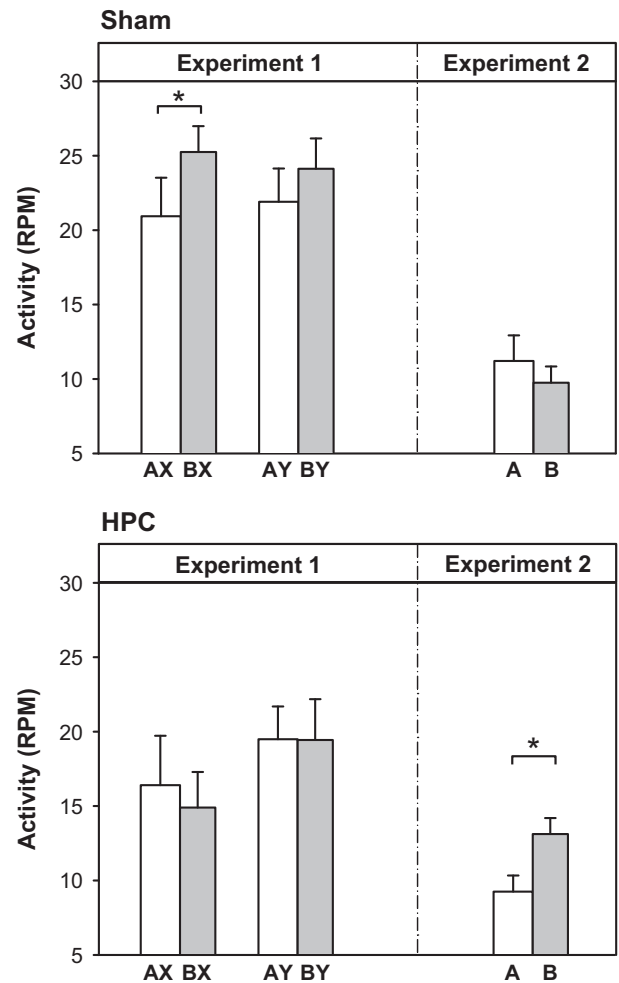 Sham
Experiment 1 Experiment 2
Activity (RPM)
30
25
20
15
10
5
*
AX BX AY BY A B
HPC
Experiment 1 Experiment 2
Activity (RPM)
30
25
20
15
10
5
*
AX BX AY BY A B